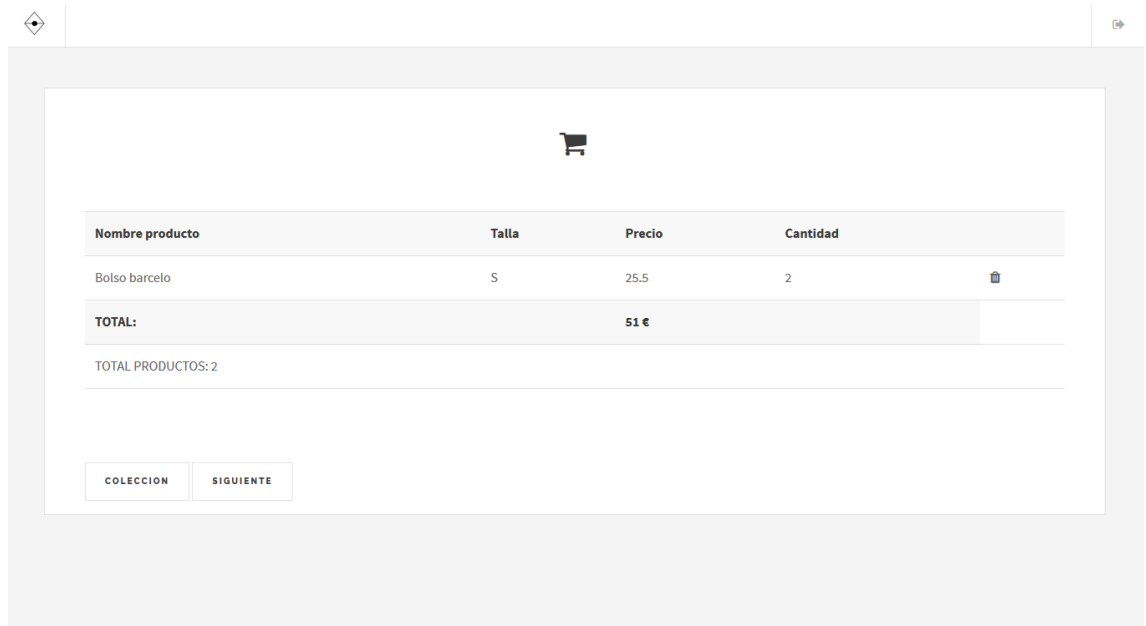 Nombre producto Talla Precio Cantidad
Bolso barcelo S 25.5 2
TOTAL: 51 €
TOTAL PRODUCTOS: 2
COLECCION SIGUIENTE